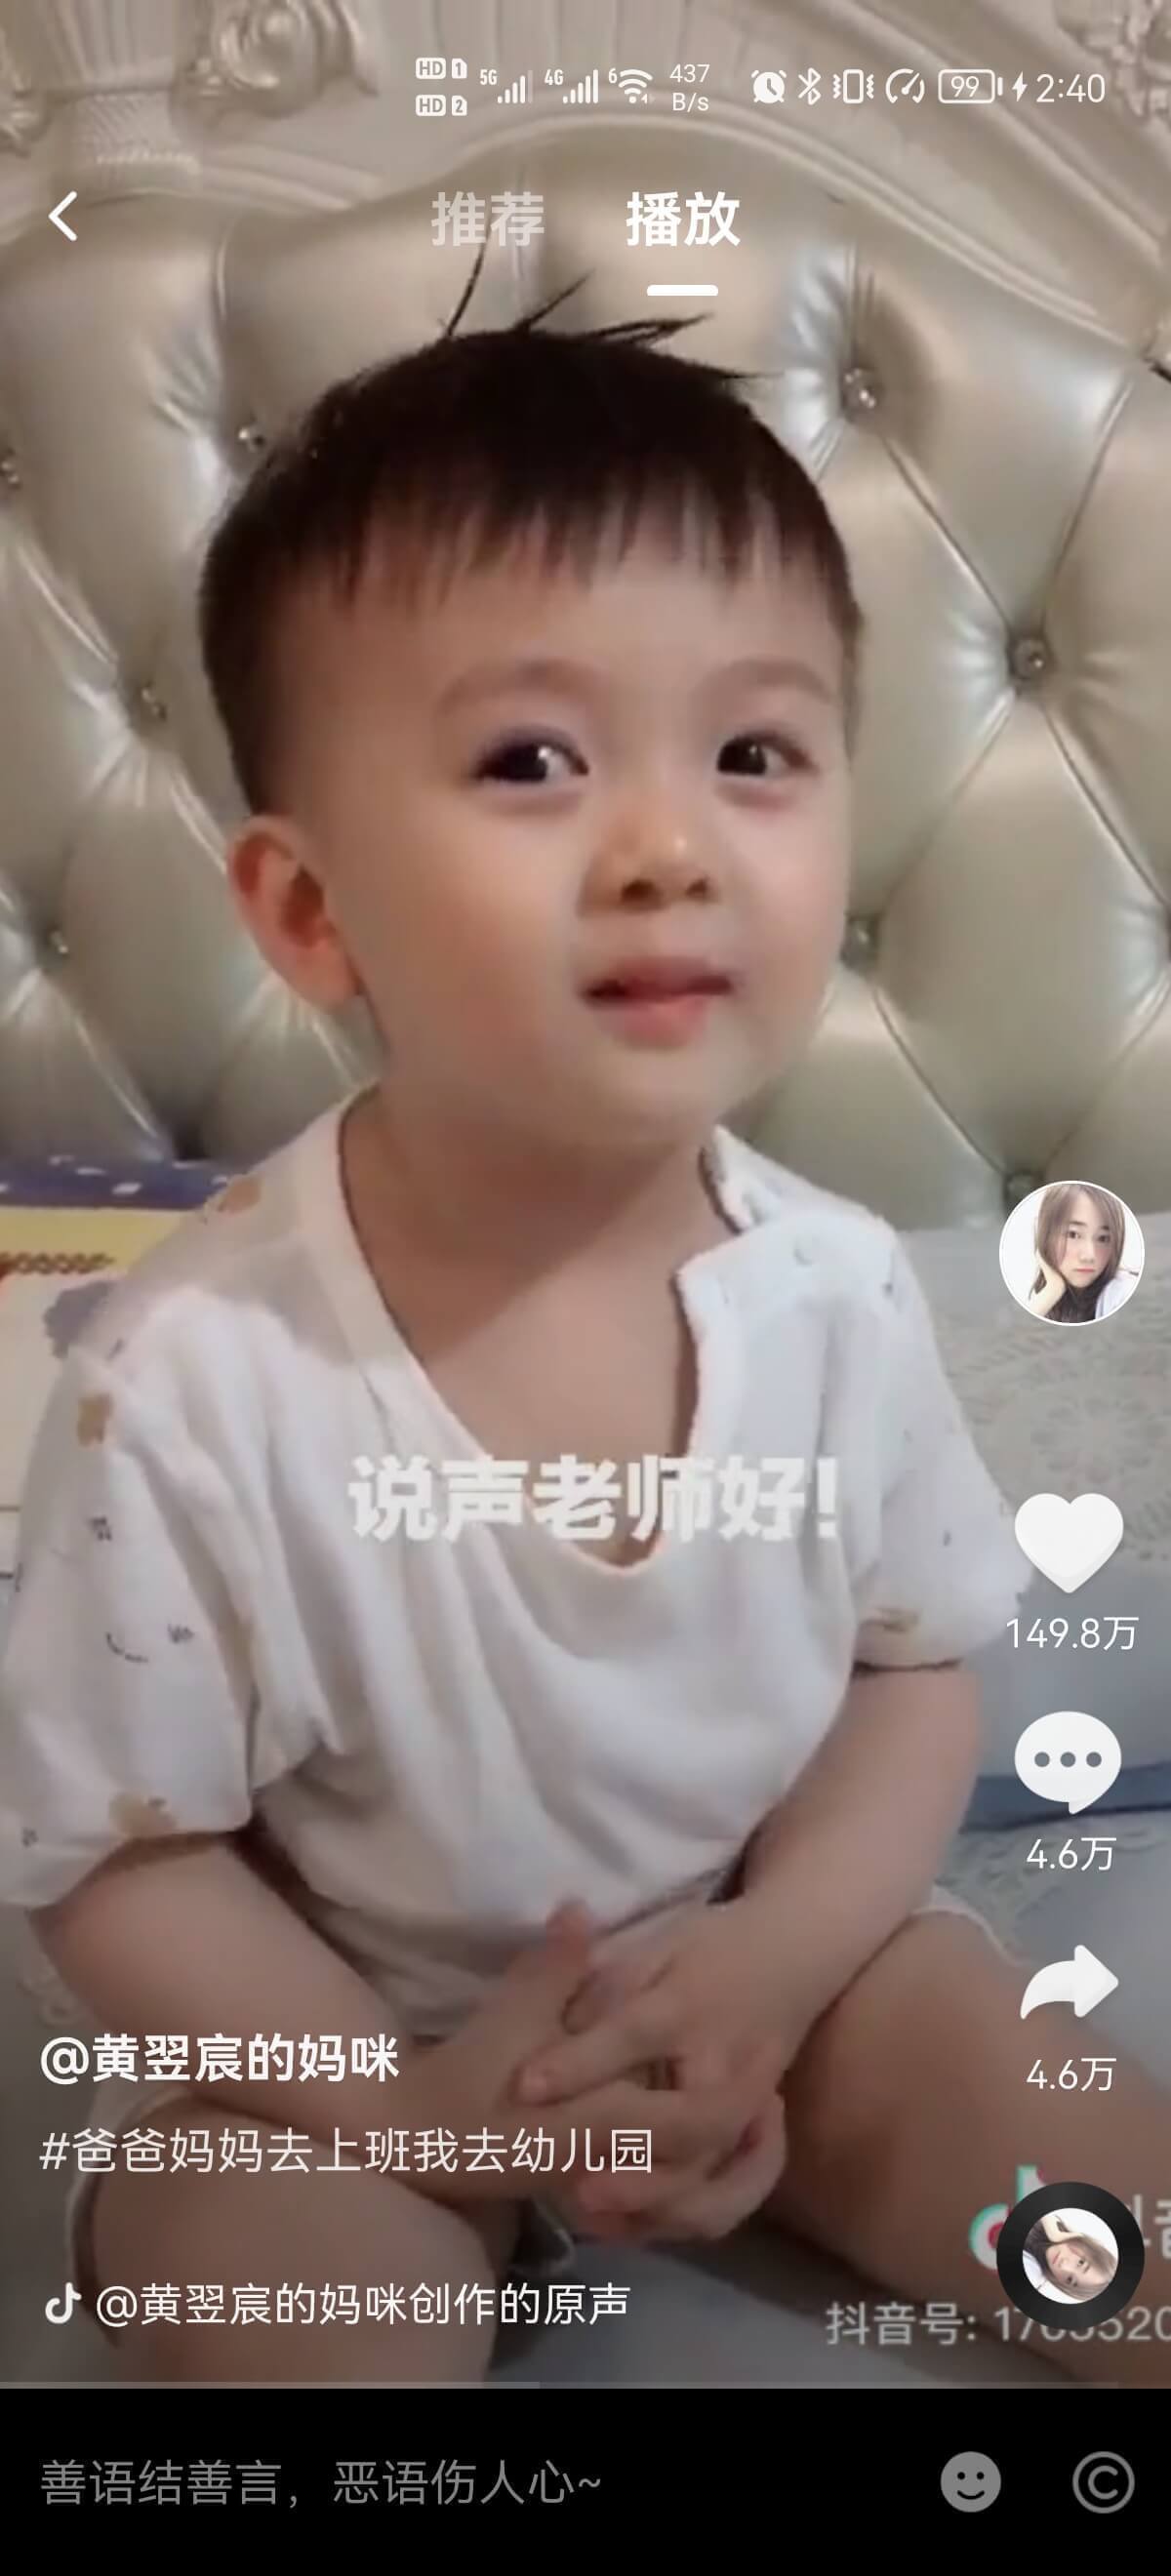 HD 1
HD 2
5G
4G
6
437
B/s
99
2:40
推荐
播放
说声老师好!
149.8万
4.6万
4.6万
@黄翌宸的妈咪
#爸爸妈妈去上班我去幼儿园
@黄翌宸的妈咪创作的原声
抖音号:
善语结善言，恶语伤人心~